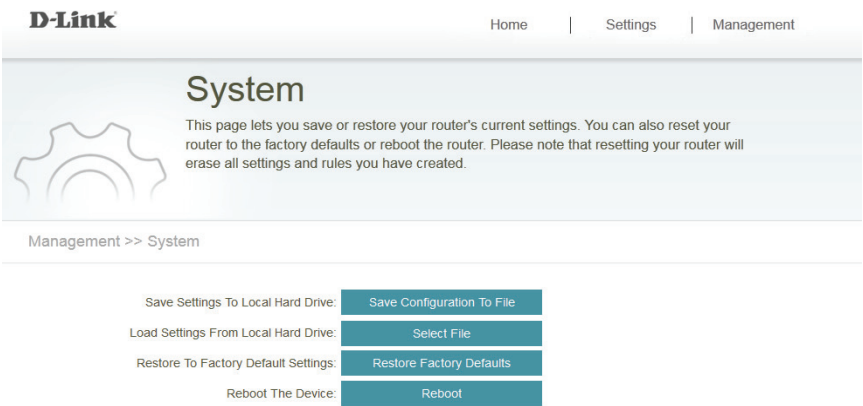 D-Link
Home | Settings | Management
System
This page lets you save or restore your router's current settings. You can also reset your
router to the factory defaults or reboot the router. Please note that resetting your router will
erase all settings and rules you have created.
Management >> System
Save Settings To Local Hard Drive: Save Configuration To File
Load Settings From Local Hard Drive: Select File
Restore To Factory Default Settings: Restore Factory Defaults
Reboot The Device: Reboot